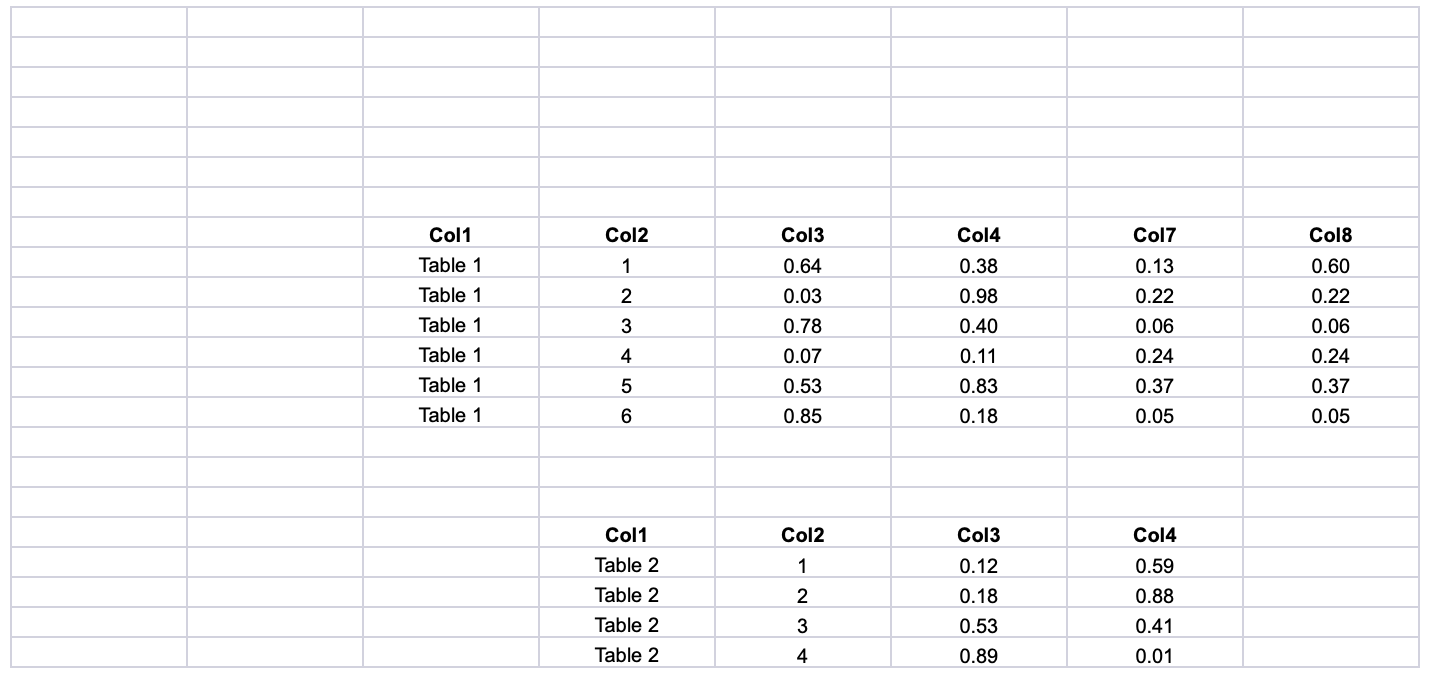 Col1 Col2 Col3 Col4 Col7 Col8
Table 1 1 0.64 0.38 0.13 0.60
Table 1 2 0.03 0.98 0.22 0.22
Table 1 3 0.78 0.40 0.06 0.06
Table 1 4 0.07 0.11 0.24 0.24
Table 1 5 0.53 0.83 0.37 0.37
Table 1 6 0.85 0.18 0.05 0.05
Col1 Col2 Col3 Col4
Table 2 1 0.12 0.59
Table 2 2 0.18 0.88
Table 2 3 0.53 0.41
Table 2 4 0.89 0.01